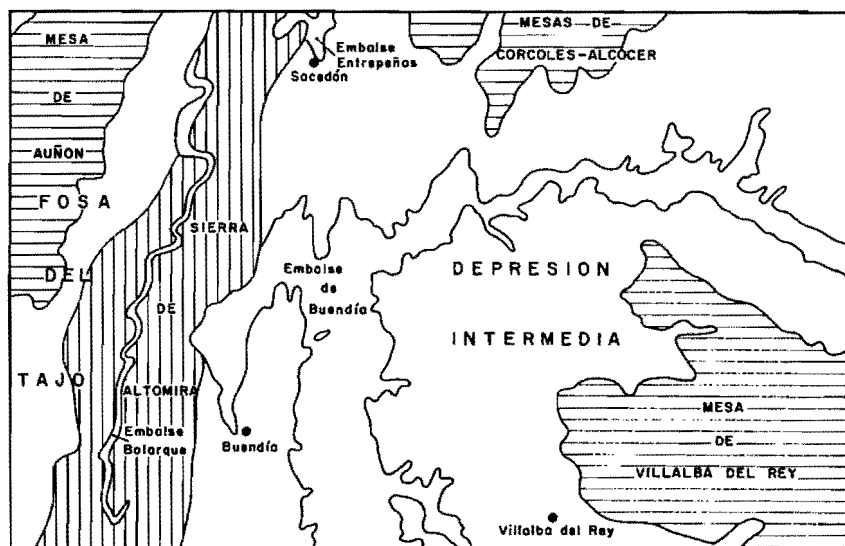 MESA
DE
AUÑON
FOSA
DEL
TAJO
SIERRA
DE
ALTOMIRA
Embalse
Bolarque
Embalse
Entrepeñas
Sacedón
MESAS DE
CORCOLES-ALCOCER
Embalse
de
Buendía
Buendía
DEPRESION
INTERMEDIA
MESA
DE
VILLALBA DEL REY
Villalba del Rey